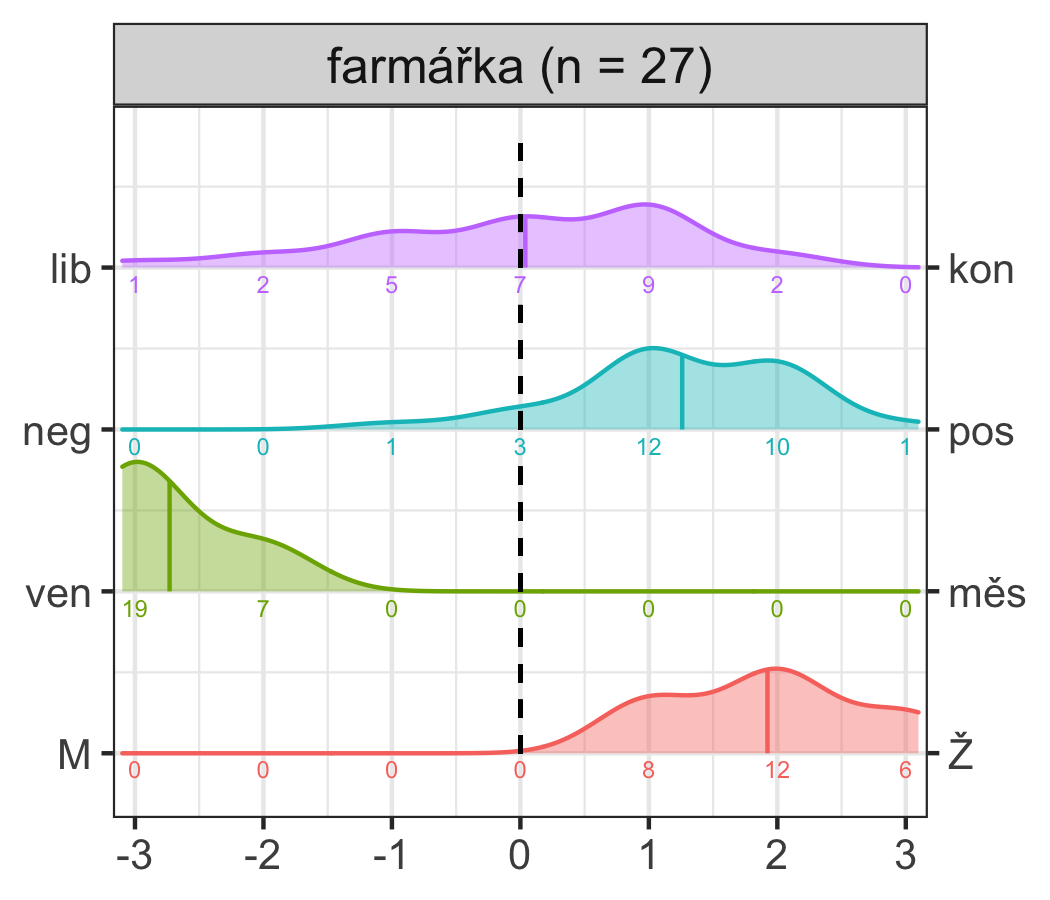 farmářka (n = 27)
lib kon
1 2 5 7 9 2 0
neg pos
0 0 1 3 12 10 1
ven měs
19 7 0 0 0 0 0
M Ž
0 0 0 0 8 12 6
-3 -2 -1 0 1 2 3